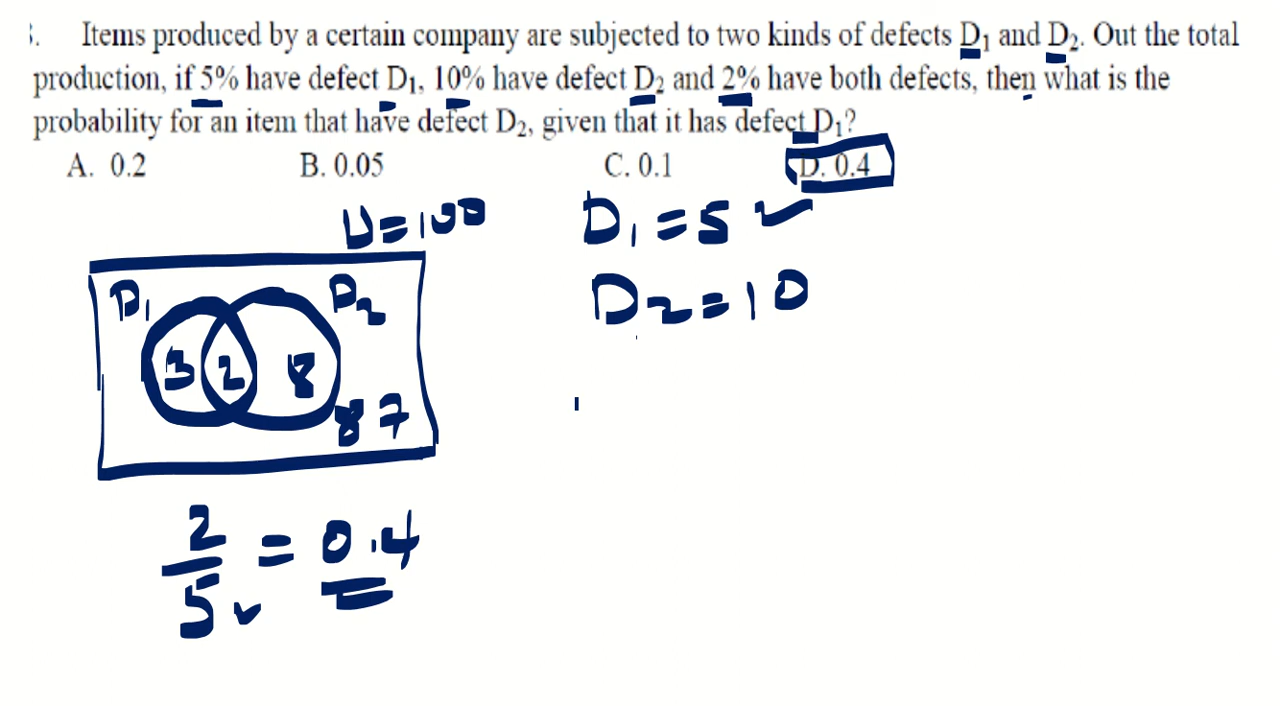 . Items produced by a certain company are subjected to two kinds of defects D₁ and D₂. Out the total
production, if 5% have defect D₁, 10% have defect D₂ and 2% have both defects, then what is the
probability for an item that have defect D₂, given that it has defect D₁?
A. 0.2 B. 0.05 C. 0.1 D. 0.4
U=100
D₁ = 5 ✓
D₁ D₂
D2 = 10
3 2 8
87
2/5 ✓ = 0.4